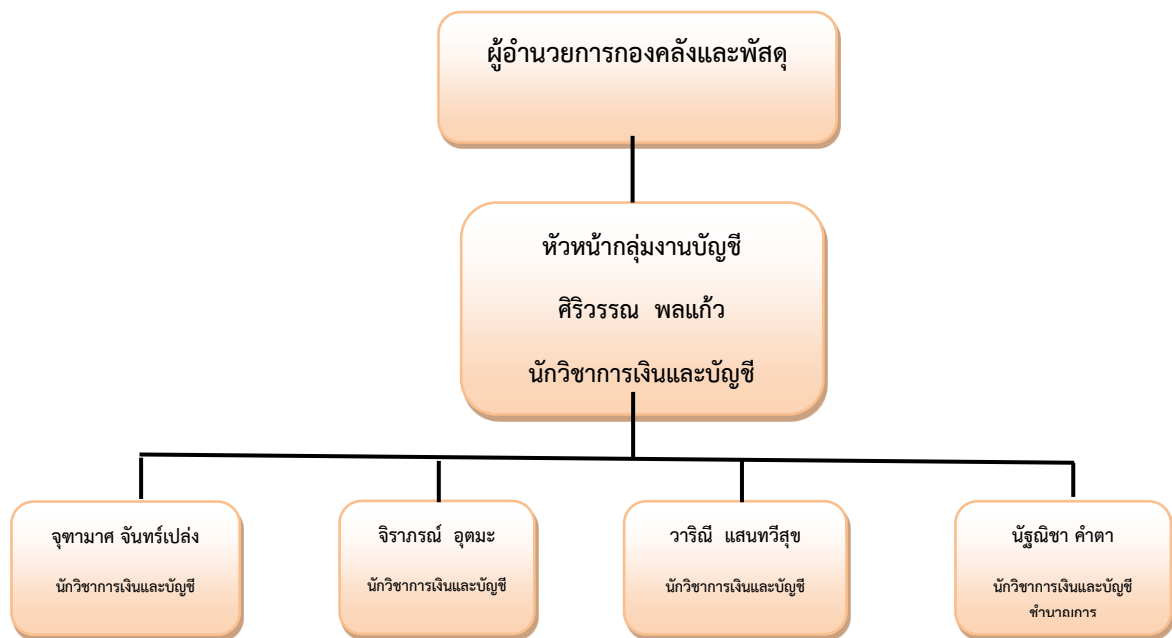 ผู้อำนวยการกองคลังและพัสดุ
หัวหน้ากลุ่มงานบัญชี
ศิริวรรณ พลแก้ว
นักวิชาการเงินและบัญชี
จุฑามาศ จันทร์เปล่ง
นักวิชาการเงินและบัญชี
จิราภรณ์ อุตมะ
นักวิชาการเงินและบัญชี
วาริณี แสนทวีสุข
นักวิชาการเงินและบัญชี
นัฐณิชา คำตา
นักวิชาการเงินและบัญชี
ชำนาญการ